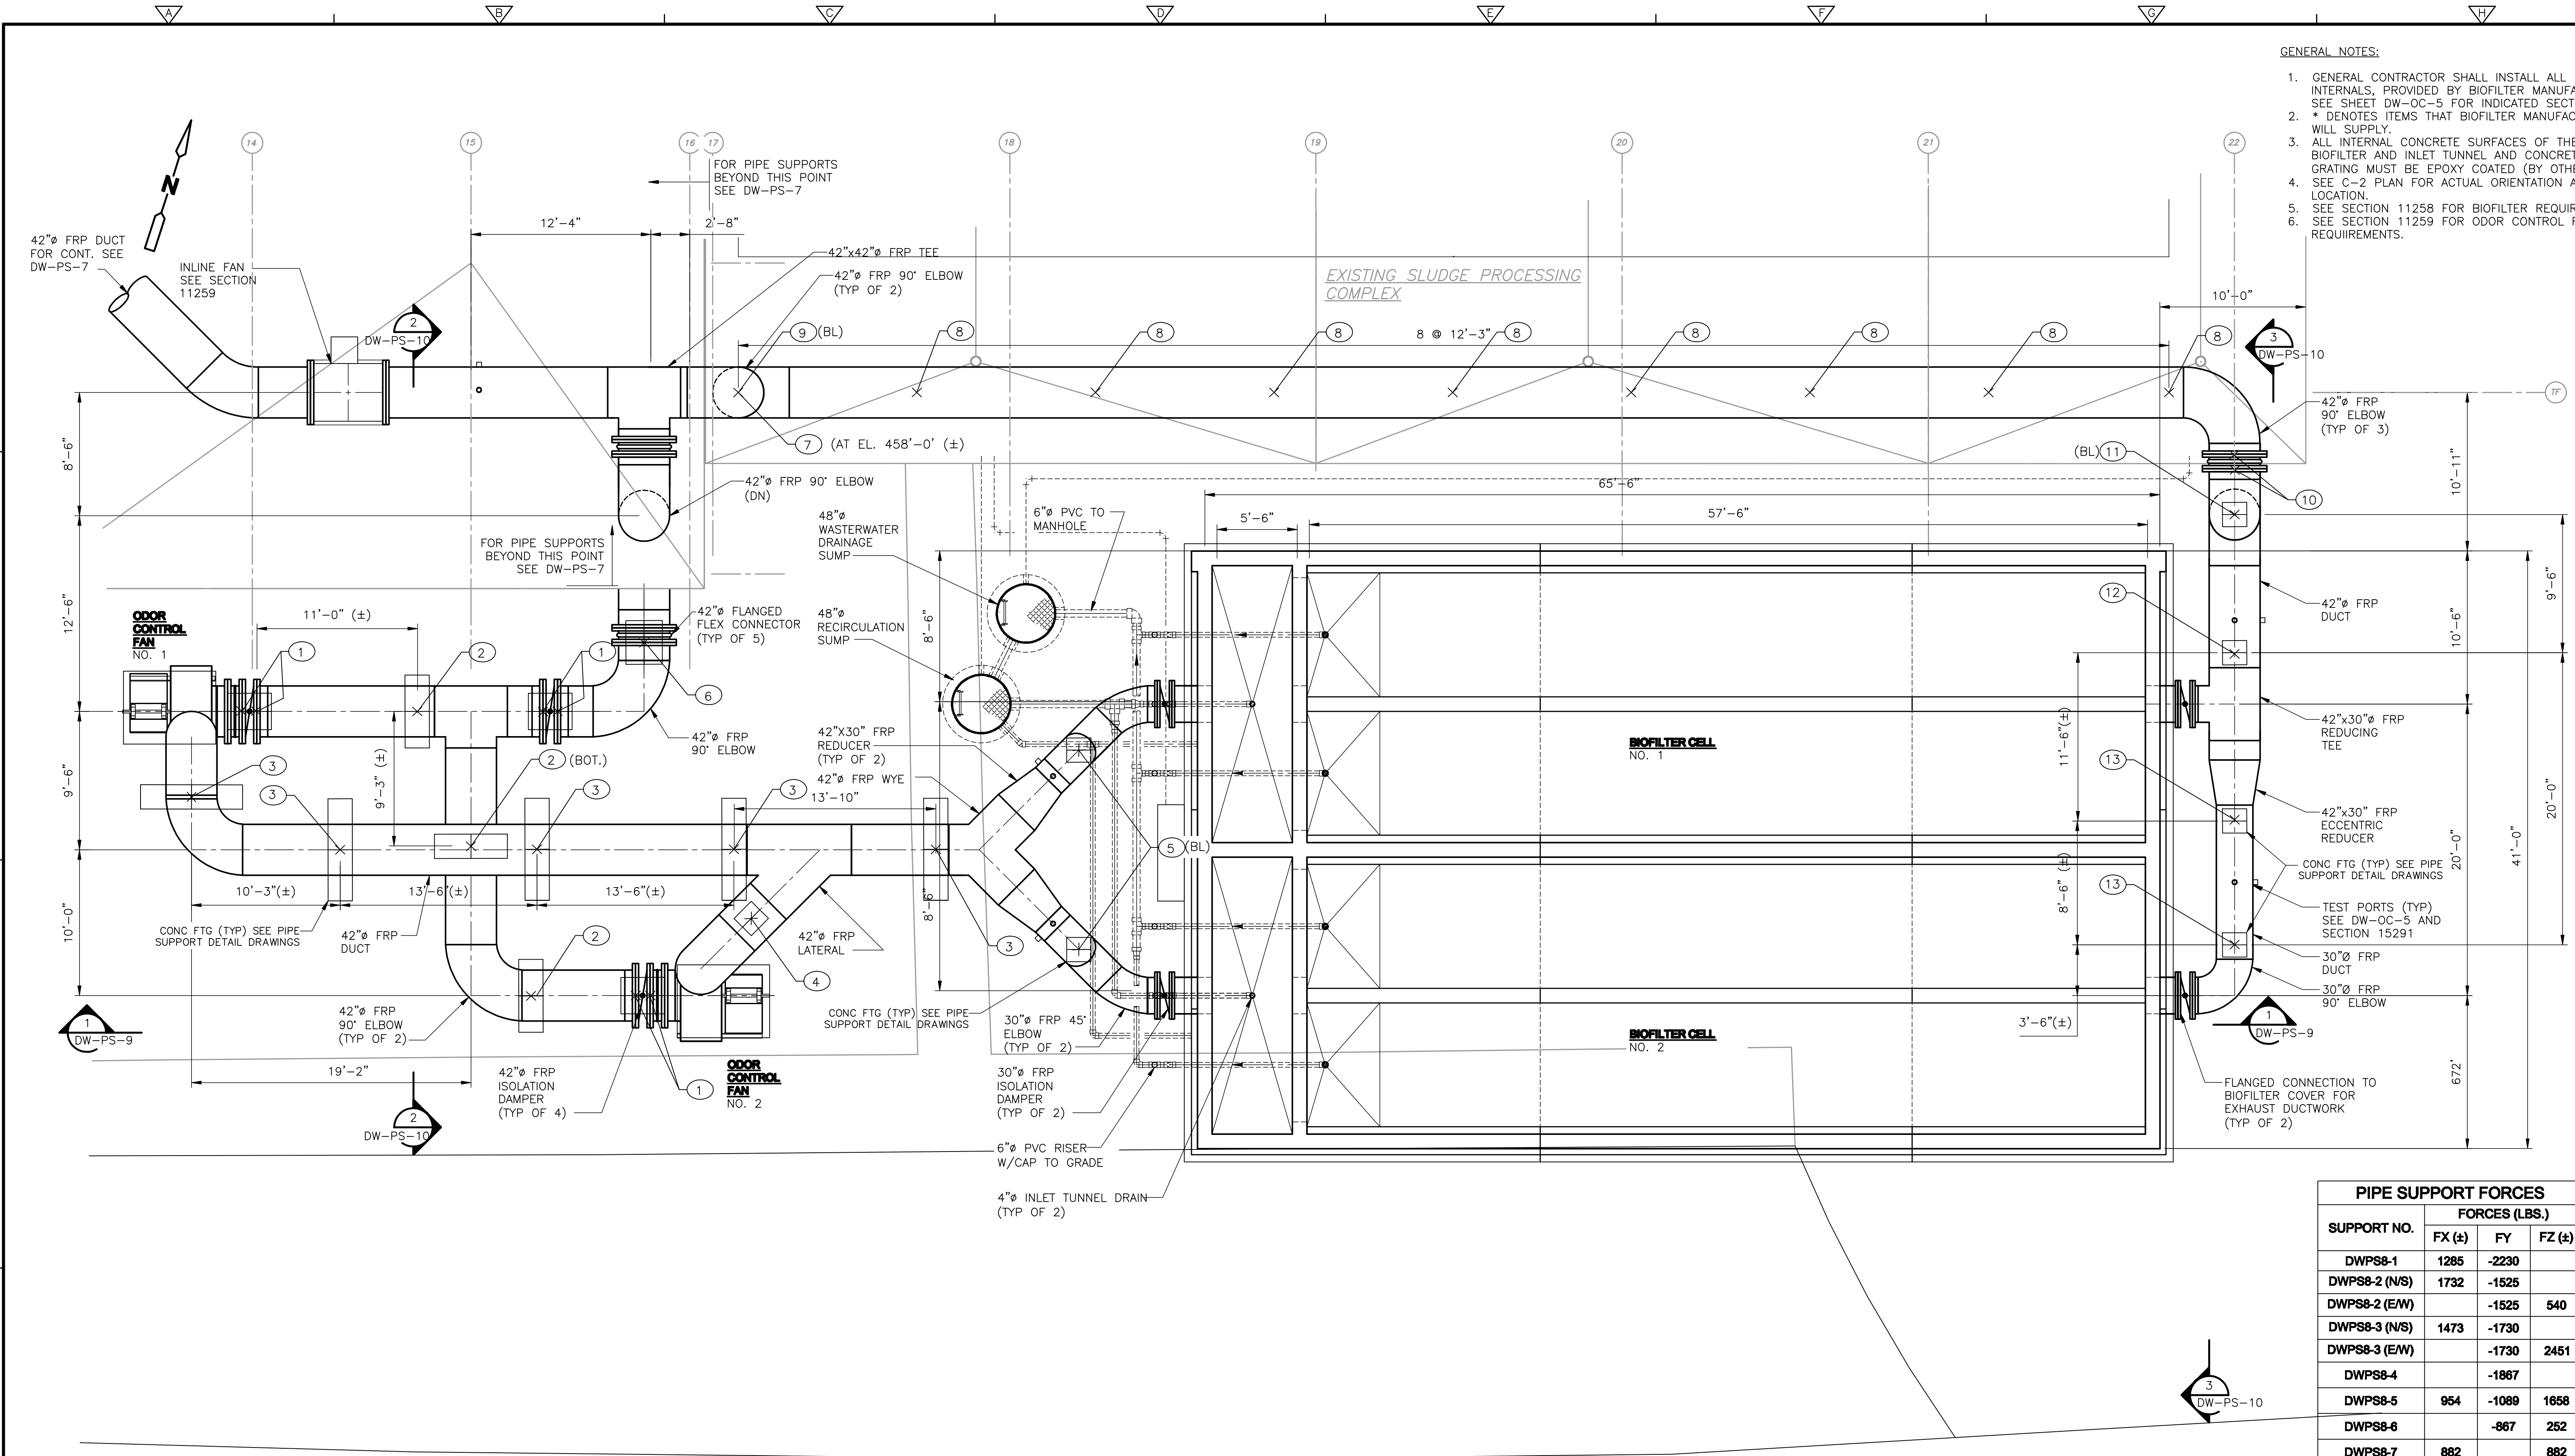 A
B
C
D
E
F
G
H
GENERAL NOTES:
1. GENERAL CONTRACTOR SHALL INSTALL ALL
INTERNALS, PROVIDED BY BIOFILTER
SEE SHEET DW-OC-5 FOR INDICATED
2. * DENOTES ITEMS THAT BIOFILTER
WILL SUPPLY.
3. ALL INTERNAL CONCRETE SURFACES OF
BIOFILTER AND INLET TUNNEL AND
GRATING MUST BE EPOXY COATED (BY
4. SEE C-2 PLAN FOR ACTUAL ORIENTATION
LOCATION.
5. SEE SECTION 11258 FOR BIOFILTER
6. SEE SECTION 11259 FOR ODOR CONTROL
REQUIIREMENTS.
14
15
16
17
18
19
20
21
22
TF
N
FOR PIPE SUPPORTS
BEYOND THIS POINT
SEE DW-PS-7
12'-4"
2'-8"
42"ø FRP DUCT
FOR CONT. SEE
DW-PS-7
INLINE FAN
SEE SECTION
11259
2
DW-PS-10
42"x42"ø FRP TEE
42"ø FRP 90° ELBOW
(TYP OF 2)
EXISTING SLUDGE PROCESSING
COMPLEX
10'-0"
9 (BL)
8
8
8
8 @ 12'-3"
8
8
8
8
3
DW-PS-10
42"ø FRP
90° ELBOW
(TYP OF 3)
7 (AT EL. 458'-0' (±)
8'-6"
42"ø FRP 90° ELBOW
(DN)
(BL) 11
10
10'-11"
65'-6"
5'-6"
57'-6"
48"ø
WASTERWATER
DRAINAGE
SUMP
6"ø PVC TO
MANHOLE
FOR PIPE SUPPORTS
BEYOND THIS POINT
SEE DW-PS-7
12'-6"
9'-6"
ODOR
CONTROL
FAN
NO. 1
11'-0" (±)
1
2
1
42"ø FLANGED
FLEX CONNECTOR
(TYP OF 5)
48"ø
RECIRCULATION
SUMP
8'-6"
12
42"ø FRP
DUCT
10'-6"
6
42"ø FRP
90° ELBOW
42"X30" FRP
REDUCER
(TYP OF 2)
42"ø FRP WYE
13'-10"
BIOFILTER CELL
NO. 1
11'-6"(±)
42"x30"ø FRP
REDUCING
TEE
9'-6"
9'-3" (±)
2 (BOT.)
3
3
3
3
13
42"x30" FRP
ECCENTRIC
REDUCER
20'-0"
20'-0"
41'-0"
5 (BL)
CONC FTG (TYP) SEE PIPE
SUPPORT DETAIL DRAWINGS
10'-3"(±)
13'-6"(±)
13'-6"(±)
8'-6"
13
8'-6" (±)
TEST PORTS (TYP)
SEE DW-OC-5 AND
SECTION 15291
10'-0"
CONC FTG (TYP) SEE PIPE
SUPPORT DETAIL DRAWINGS
42"ø FRP
DUCT
2
42"ø FRP
LATERAL
3
4
30"Ø FRP
DUCT
30"Ø FRP
90° ELBOW
1
DW-PS-9
42"ø FRP
90° ELBOW
(TYP OF 2)
CONC FTG (TYP) SEE PIPE
SUPPORT DETAIL DRAWINGS
30"ø FRP 45°
ELBOW
(TYP OF 2)
BIOFILTER CELL
NO. 2
3'-6"(±)
1
DW-PS-9
19'-2"
42"ø FRP
ISOLATION
DAMPER
(TYP OF 4)
1
ODOR
CONTROL
FAN
NO. 2
30"ø FRP
ISOLATION
DAMPER
(TYP OF 2)
672'
FLANGED CONNECTION TO
BIOFILTER COVER FOR
EXHAUST DUCTWORK
(TYP OF 2)
2
DW-PS-10
6"ø PVC RISER
W/CAP TO GRADE
4"ø INLET TUNNEL DRAIN
(TYP OF 2)
3
DW-PS-10
PIPE SUPPORT FORCES
SUPPORT NO. FORCES (LBS.)
FX (±) FY FZ (±)
DWPS8-1 1285 -2230
DWPS8-2 (N/S) 1732 -1525
DWPS8-2 (E/W) -1525 540
DWPS8-3 (N/S) 1473 -1730
DWPS8-3 (E/W) -1730 2451
DWPS8-4 -1867
DWPS8-5 954 -1089 1658
DWPS8-6 -867 252
DWPS8-7 882 862